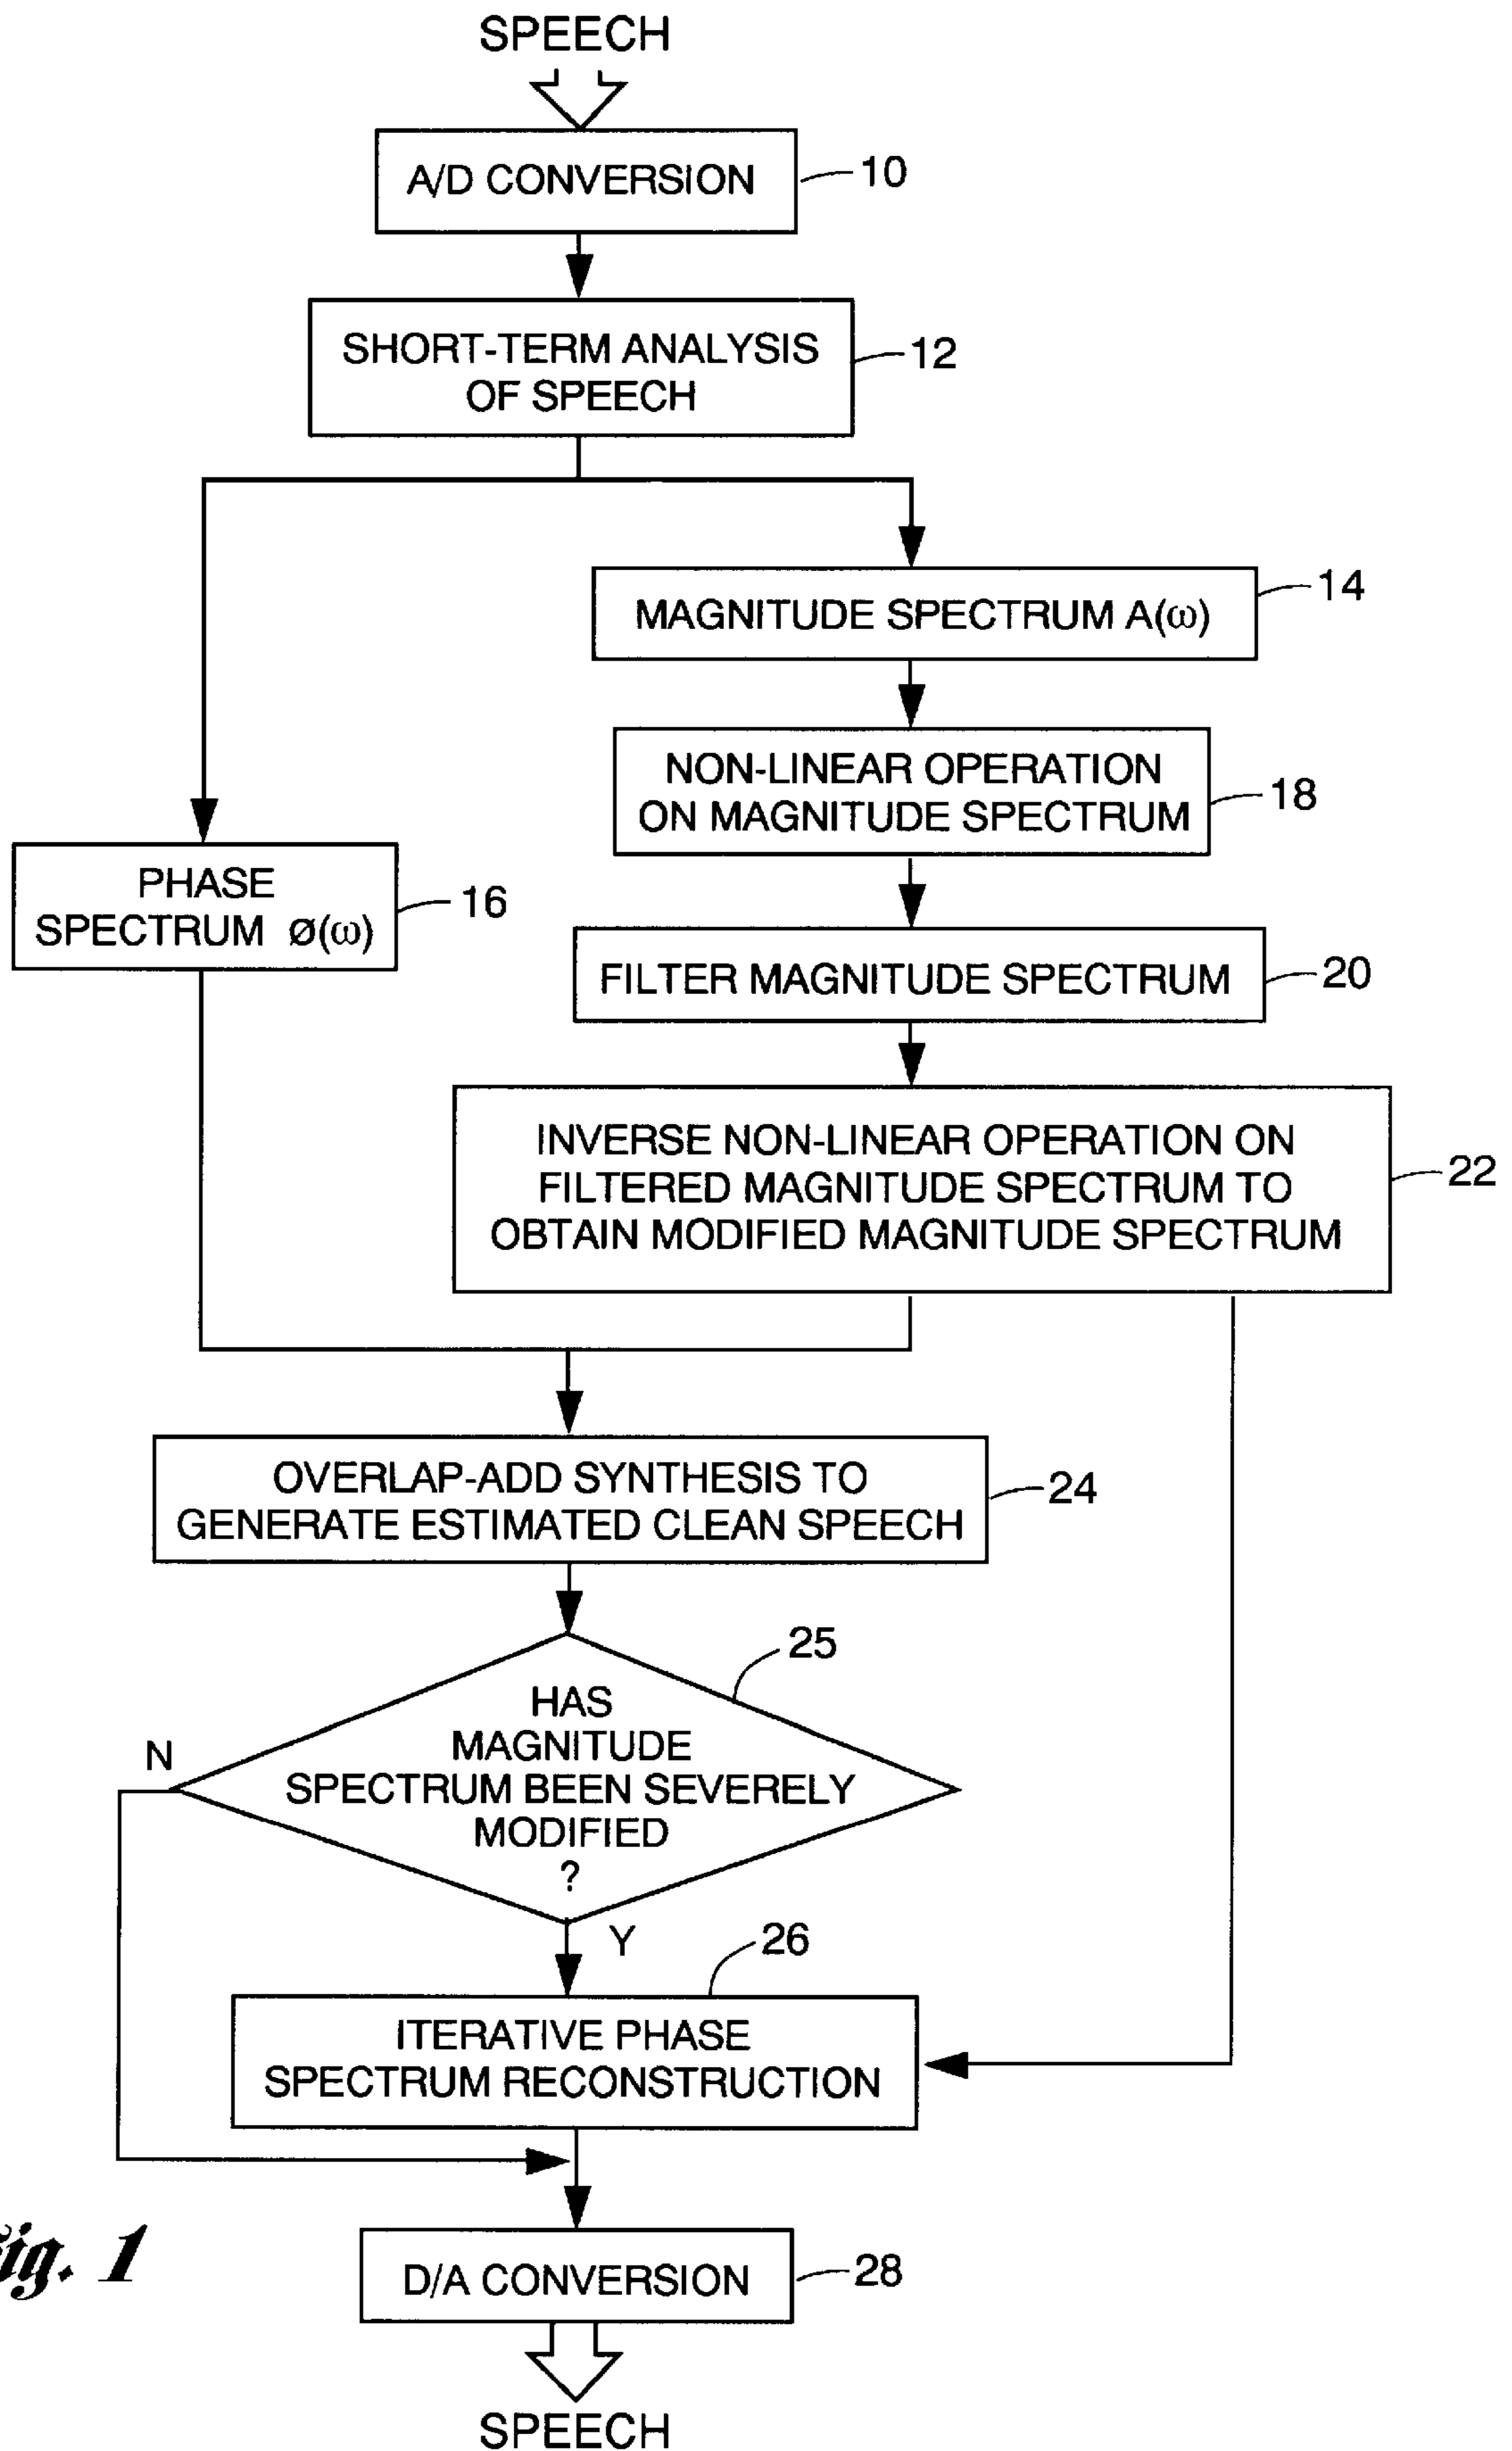 SPEECH
A/D CONVERSION
10
SHORT-TERM ANALYSIS
OF SPEECH
12
MAGNITUDE SPECTRUM A(ω)
14
NON-LINEAR OPERATION
ON MAGNITUDE SPECTRUM
18
PHASE
SPECTRUM Ø(ω)
16
FILTER MAGNITUDE SPECTRUM
20
INVERSE NON-LINEAR OPERATION ON
FILTERED MAGNITUDE SPECTRUM TO
OBTAIN MODIFIED MAGNITUDE SPECTRUM
22
OVERLAP-ADD SYNTHESIS TO
GENERATE ESTIMATED CLEAN SPEECH
24
25
HAS
MAGNITUDE
SPECTRUM BEEN SEVERELY
MODIFIED
?
N
Y
26
ITERATIVE PHASE
SPECTRUM RECONSTRUCTION
Fig. 1
D/A CONVERSION
28
SPEECH